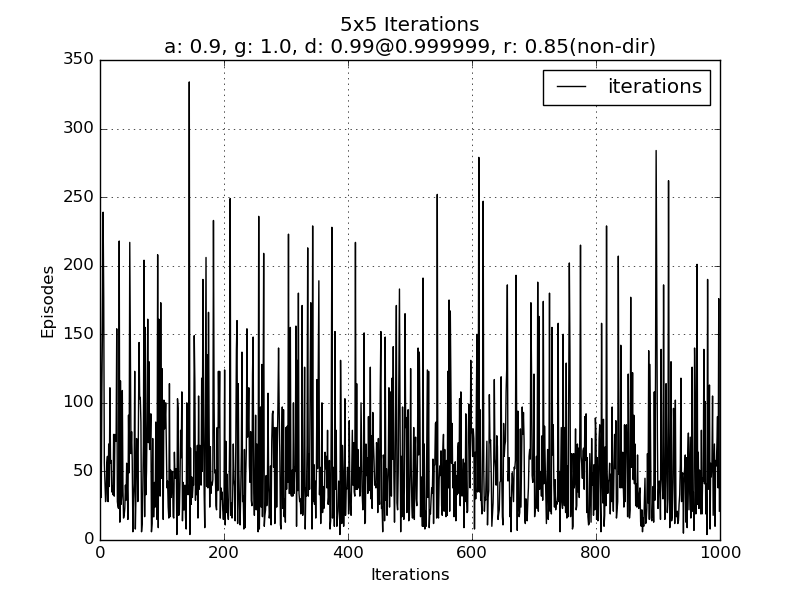 5x5 Iterations
a: 0.9, g: 1.0, d: 0.99@0.999999, r: 0.85(non-dir)
350
iterations
300
250
200
Episodes
150
100
50
0
0 200 400 600 800 1000
Iterations